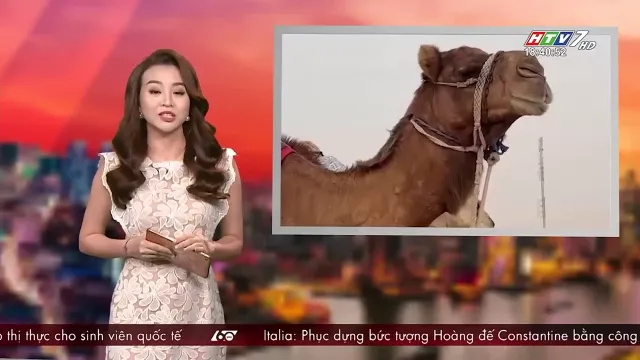 HTV7 HD
18:40:52
thị thực cho sinh viên quốc tế
Italia: Phục dựng bức tượng Hoàng đế Constantine bằng công